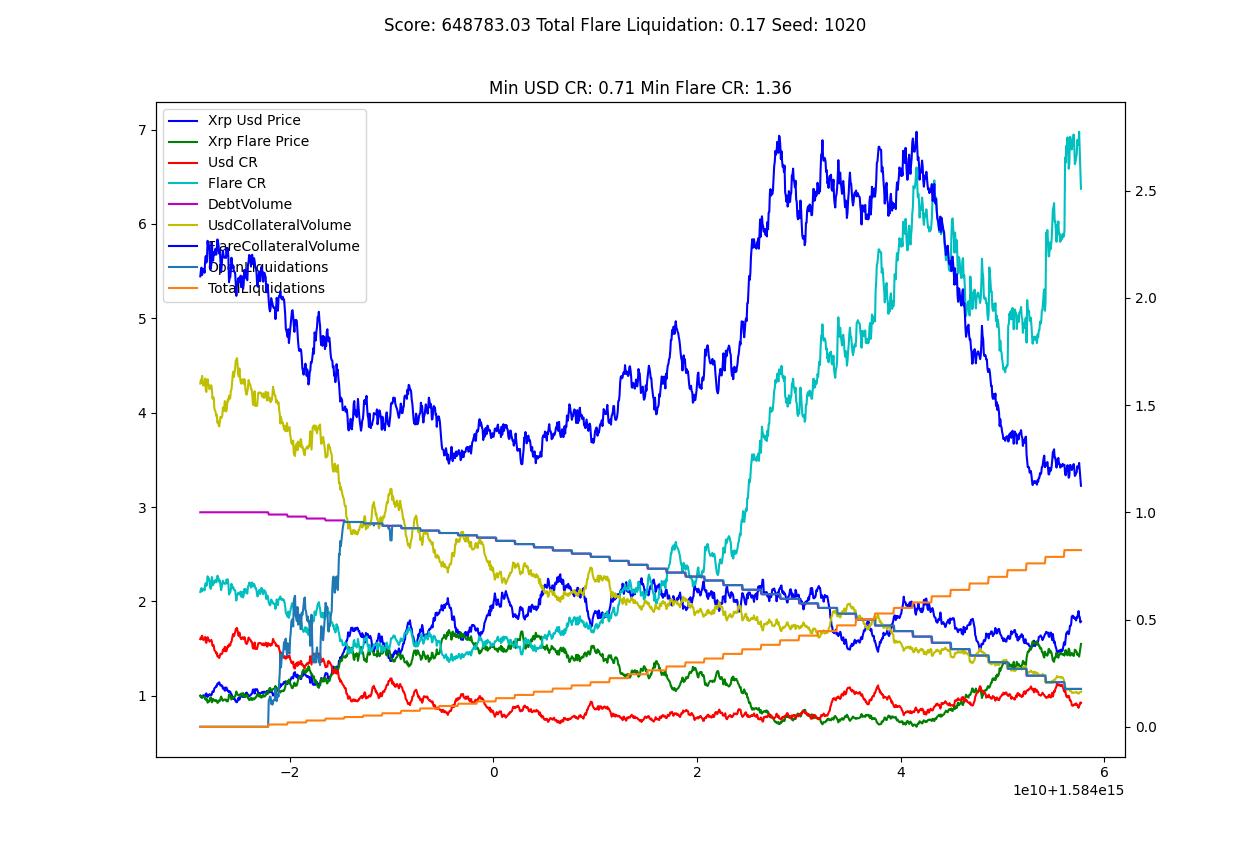 Score: 648783.03 Total Flare Liquidation: 0.17 Seed: 1020
Min USD CR: 0.71 Min Flare CR: 1.36
Xrp Usd Price
Xrp Flare Price
Usd CR
Flare CR
DebtVolume
UsdCollateralVolume
FlareCollateralVolume
OpenLiquidations
TotalLiquidations
7
6
5
4
3
2
1
2.5
2.0
1.5
1.0
0.5
0.0
−2 0 2 4 6
1e10+1.584e15